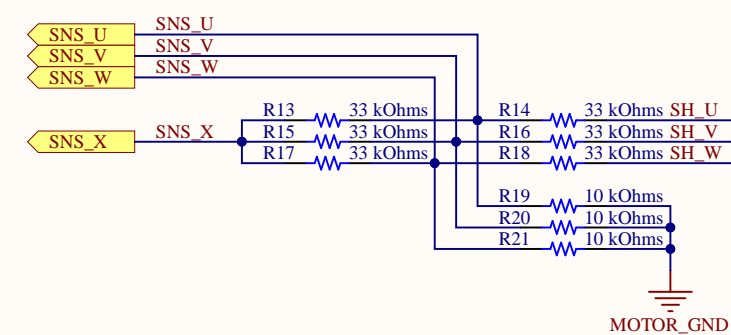 SNS_U SNS_U
SNS_V SNS_V
SNS_W SNS_W
R13 33 kOhms R14 33 kOhms SH_U
SNS_X SNS_X R15 33 kOhms R16 33 kOhms SH_V
R17 33 kOhms R18 33 kOhms SH_W
R19 10 kOhms
R20 10 kOhms
R21 10 kOhms
MOTOR_GND